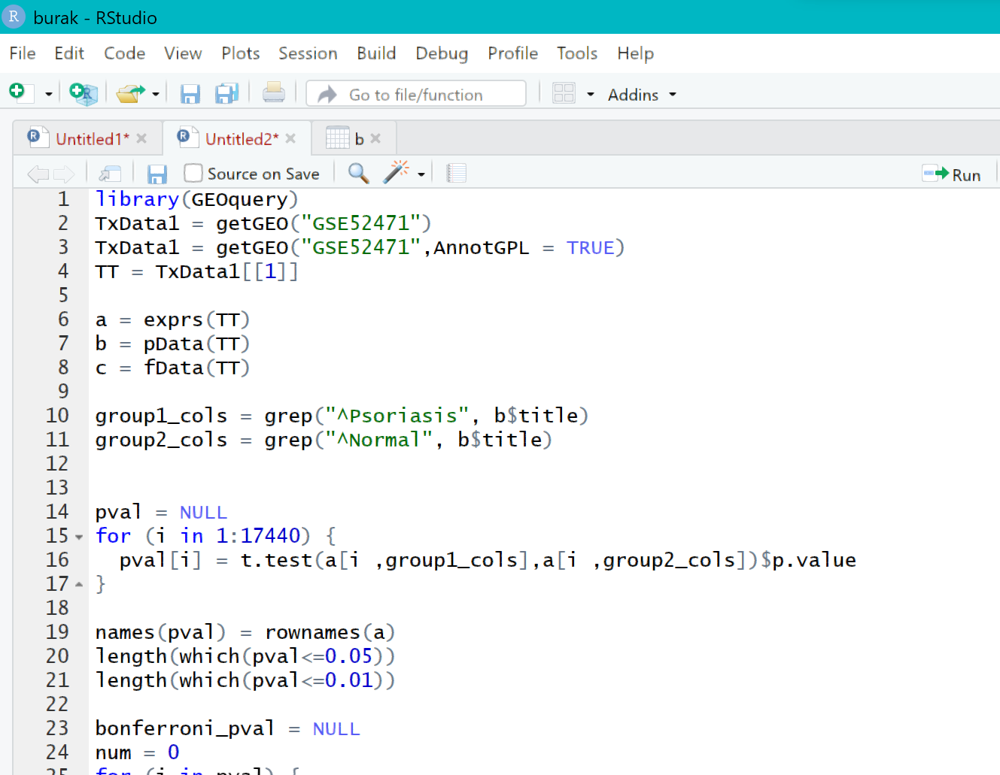 R burak - RStudio
File Edit Code View Plots Session Build Debug Profile Tools Help
Go to file/function Addins
Untitled1* Untitled2* b
Source on Save Run
1 library(GEOquery)
2 TxData1 = getGEO("GSE52471")
3 TxData1 = getGEO("GSE52471",AnnotGPL = TRUE)
4 TT = TxData1[[1]]
5
6 a = exprs(TT)
7 b = pData(TT)
8 c = fData(TT)
9
10 group1_cols = grep("^Psoriasis", b$title)
11 group2_cols = grep("^Normal", b$title)
12
13
14 pval = NULL
15 for (i in 1:17440) {
16   pval[i] = t.test(a[i ,group1_cols],a[i ,group2_cols])$p.value
17 }
18
19 names(pval) = rownames(a)
20 length(which(pval<=0.05))
21 length(which(pval<=0.01))
22
23 bonferroni_pval = NULL
24 num = 0
25 for (i in pval) {